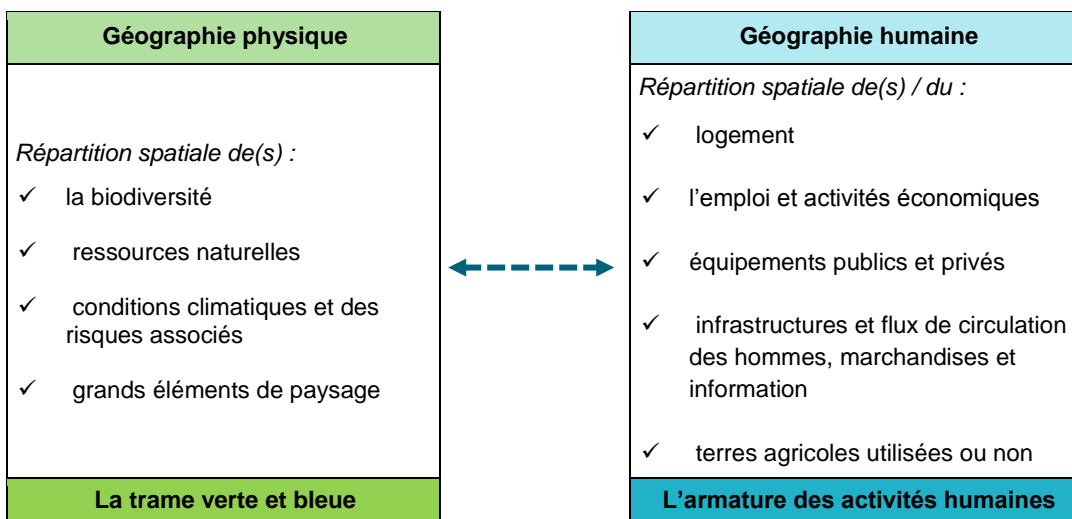 Géographie physique
Répartition spatiale de(s) :
✓ la biodiversité
✓ ressources naturelles
✓ conditions climatiques et des
risques associés
✓ grands éléments de paysage
La trame verte et bleue
Géographie humaine
Répartition spatiale de(s) / du :
✓ logement
✓ l’emploi et activités économiques
✓ équipements publics et privés
✓ infrastructures et flux de circulation
des hommes, marchandises et
information
✓ terres agricoles utilisées ou non
L’armature des activités humaines